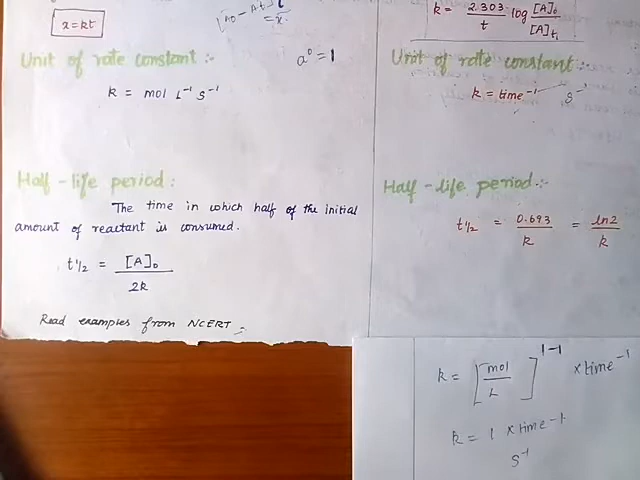 x = kt
= x.
Unit of rate constant :-
a⁰ = 1
k = mol L⁻¹ S⁻¹
Half-life period :
The time in which half of the initial
amount of reactant is consumed.
t½ = [A]₀ / 2k
Read examples from NCERT
k = 2.303 / t log [A]₀ / [A]t
Unit of rate constant :-
k = time⁻¹ S⁻¹
Half-life period :-
t½ = 0.693 / k = ln2 / k
k = [mol / L]¹⁻¹ × time⁻¹
k = 1 × time⁻¹
S⁻¹